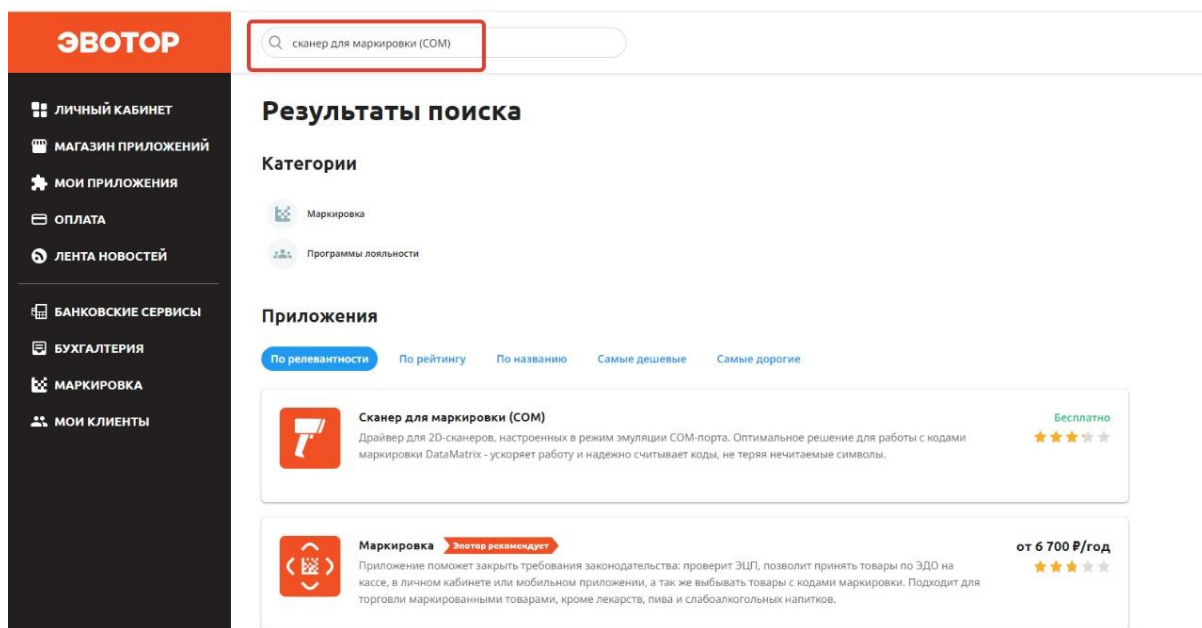 ЭВОТОР
сканер для маркировки (COM)
ЛИЧНЫЙ КАБИНЕТ
МАГАЗИН ПРИЛОЖЕНИЙ
МОИ ПРИЛОЖЕНИЯ
ОПЛАТА
ЛЕНТА НОВОСТЕЙ
БАНКОВСКИЕ СЕРВИСЫ
БУХГАЛТЕРИЯ
МАРКИРОВКА
МОИ КЛИЕНТЫ
Результаты поиска
Категории
Маркировка
Программы лояльности
Приложения
По релевантности По рейтингу По названию Самые дешевые Самые дорогие
Сканер для маркировки (COM)
Бесплатно
Драйвер для 2D-сканеров, настроенных в режим эмуляции COM-порта. Оптимальное решение для работы с кодами
маркировки DataMatrix - ускоряет работу и надежно считывает коды, не теряя нечитаемые символы.
Маркировка Эвотор рекомендует
от 6 700 ₽/год
Приложение поможет закрыть требования законодательства: проверит ЭЦП, позволит принять товары по ЭДО на
кассе, в личном кабинете или мобильном приложении, а так же выбывать товары с кодами маркировки. Подходит для
торговли маркированными товарами, кроме лекарств, пива и слабоалкогольных напитков.